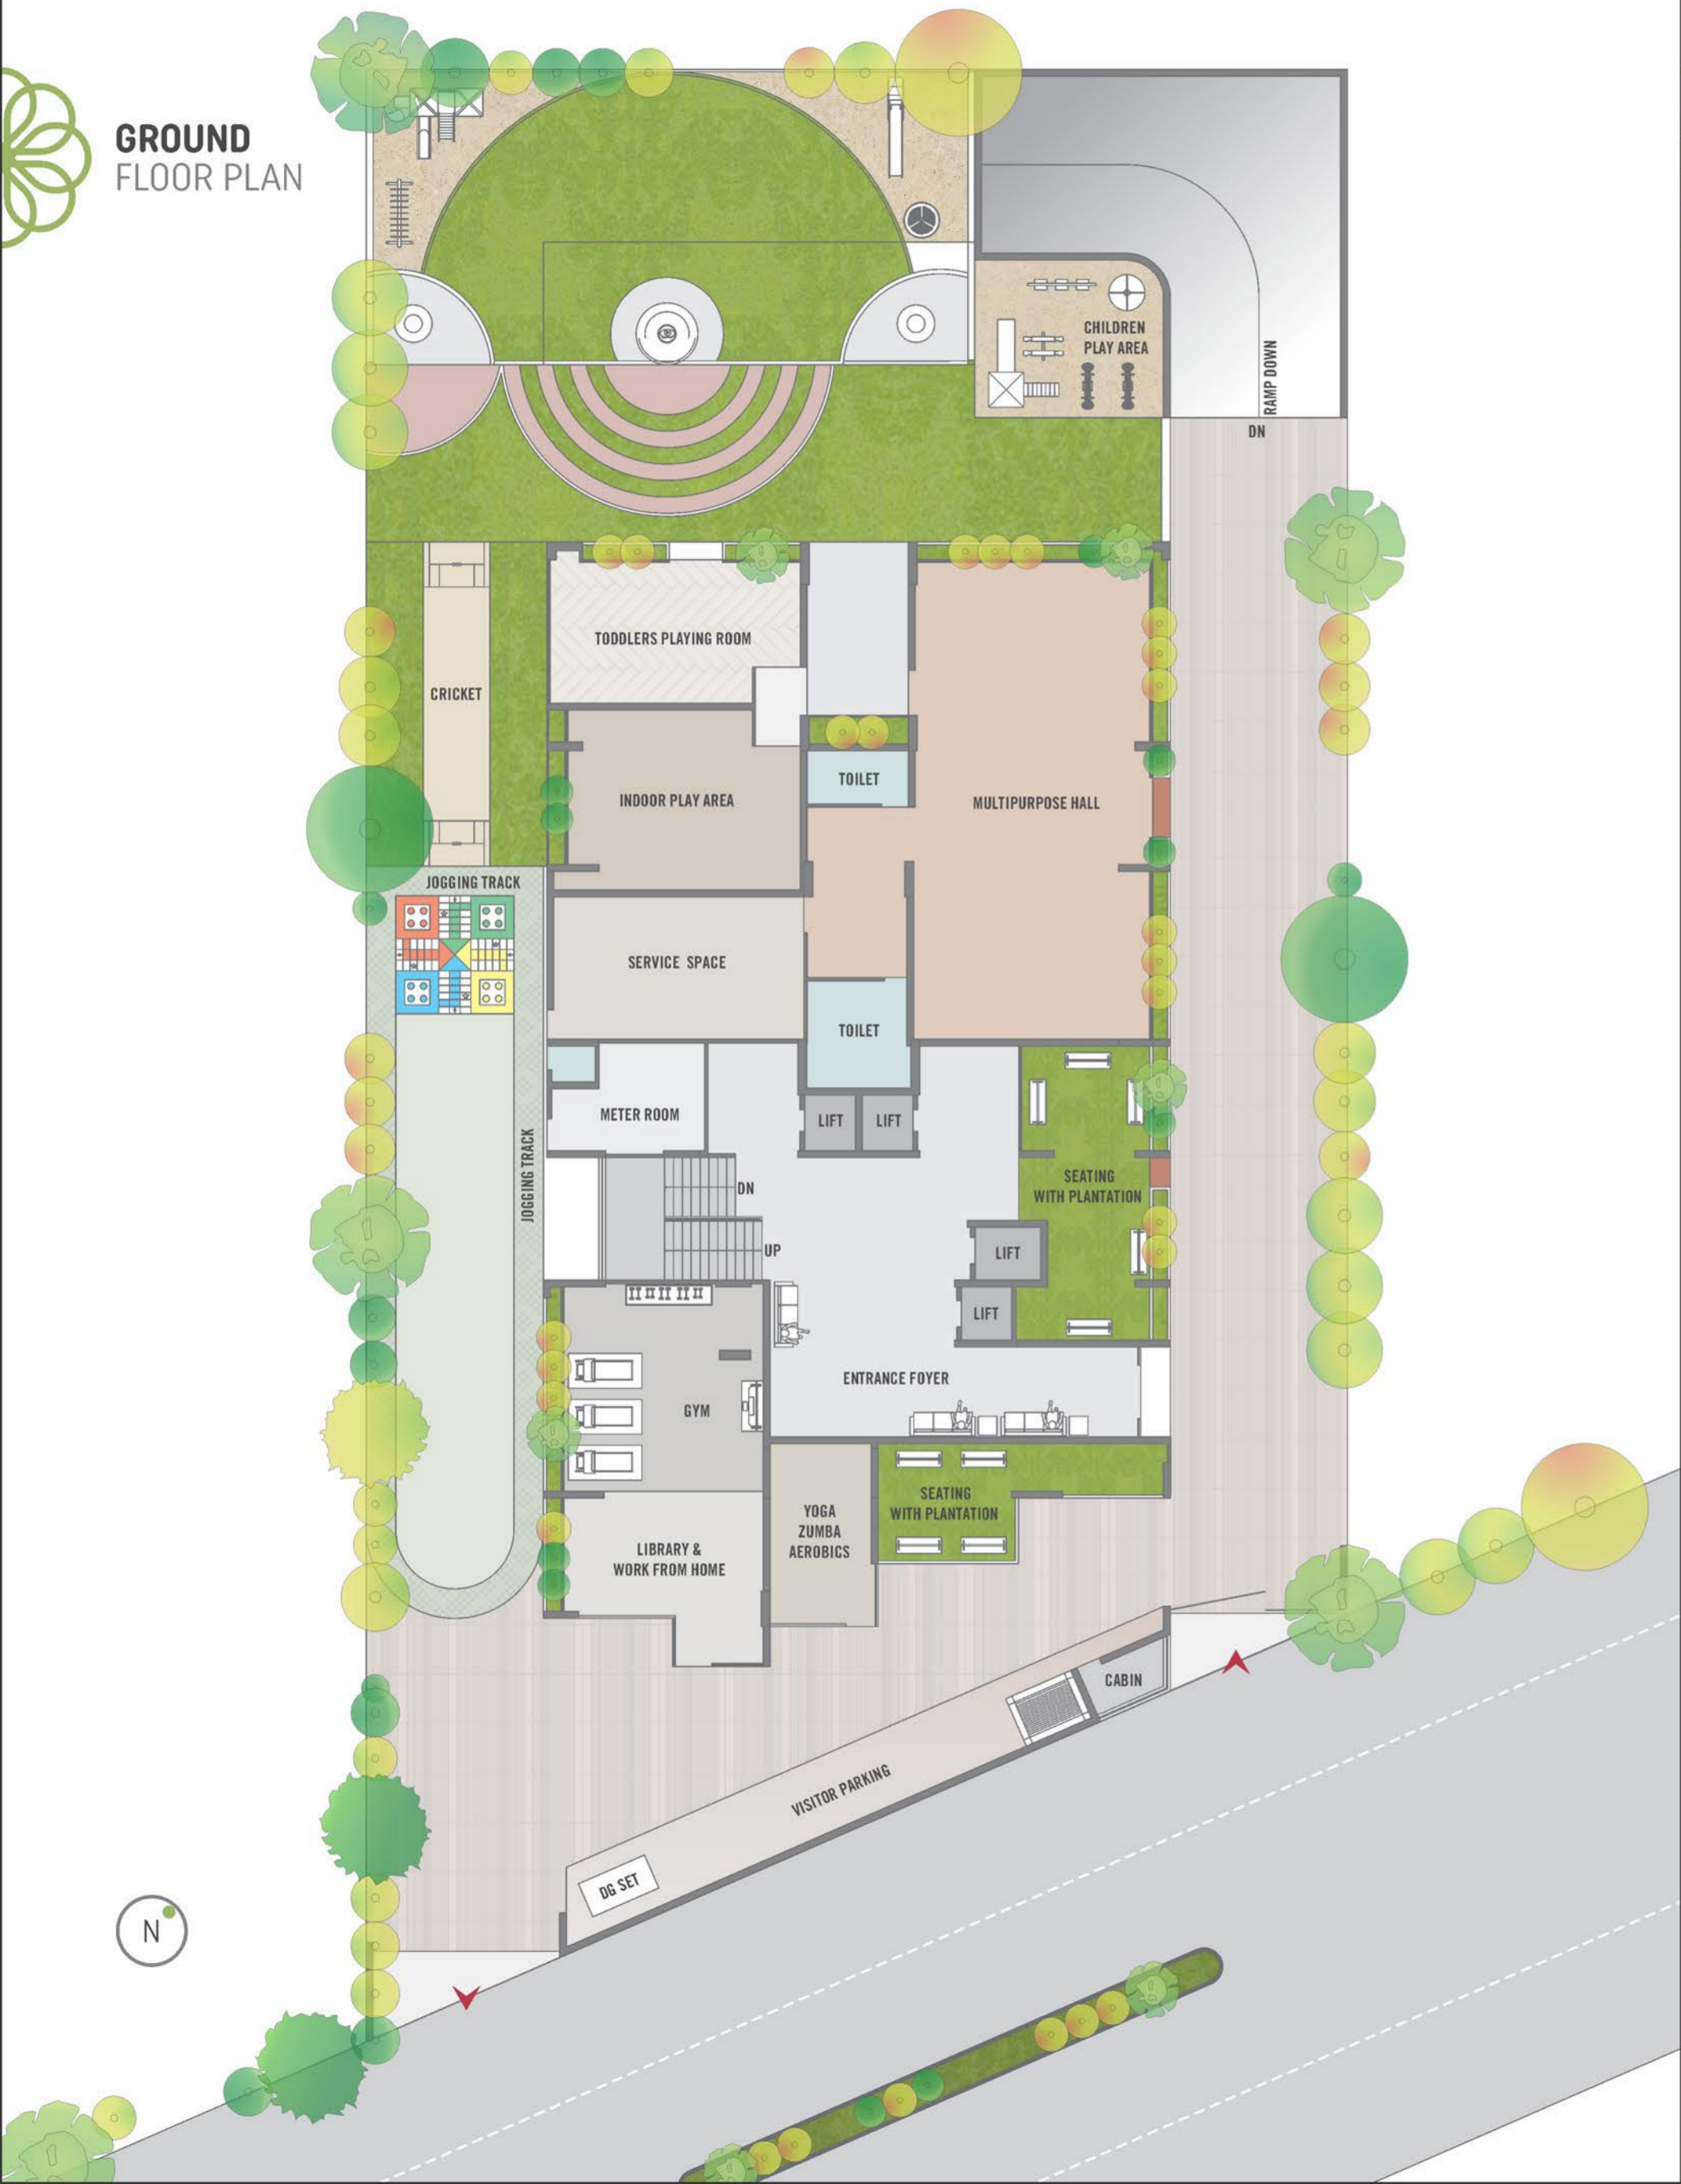 GROUND
FLOOR PLAN
CHILDREN
PLAY AREA
RAMP DOWN
DN
TODDLERS PLAYING ROOM
CRICKET
TOILET
INDOOR PLAY AREA
MULTIPURPOSE HALL
JOGGING TRACK
SERVICE SPACE
TOILET
METER ROOM
LIFT
LIFT
JOGGING TRACK
DN
SEATING
WITH PLANTATION
UP
LIFT
LIFT
ENTRANCE FOYER
GYM
SEATING
WITH PLANTATION
YOGA
ZUMBA
AEROBICS
LIBRARY &
WORK FROM HOME
CABIN
VISITOR PARKING
DG SET
N